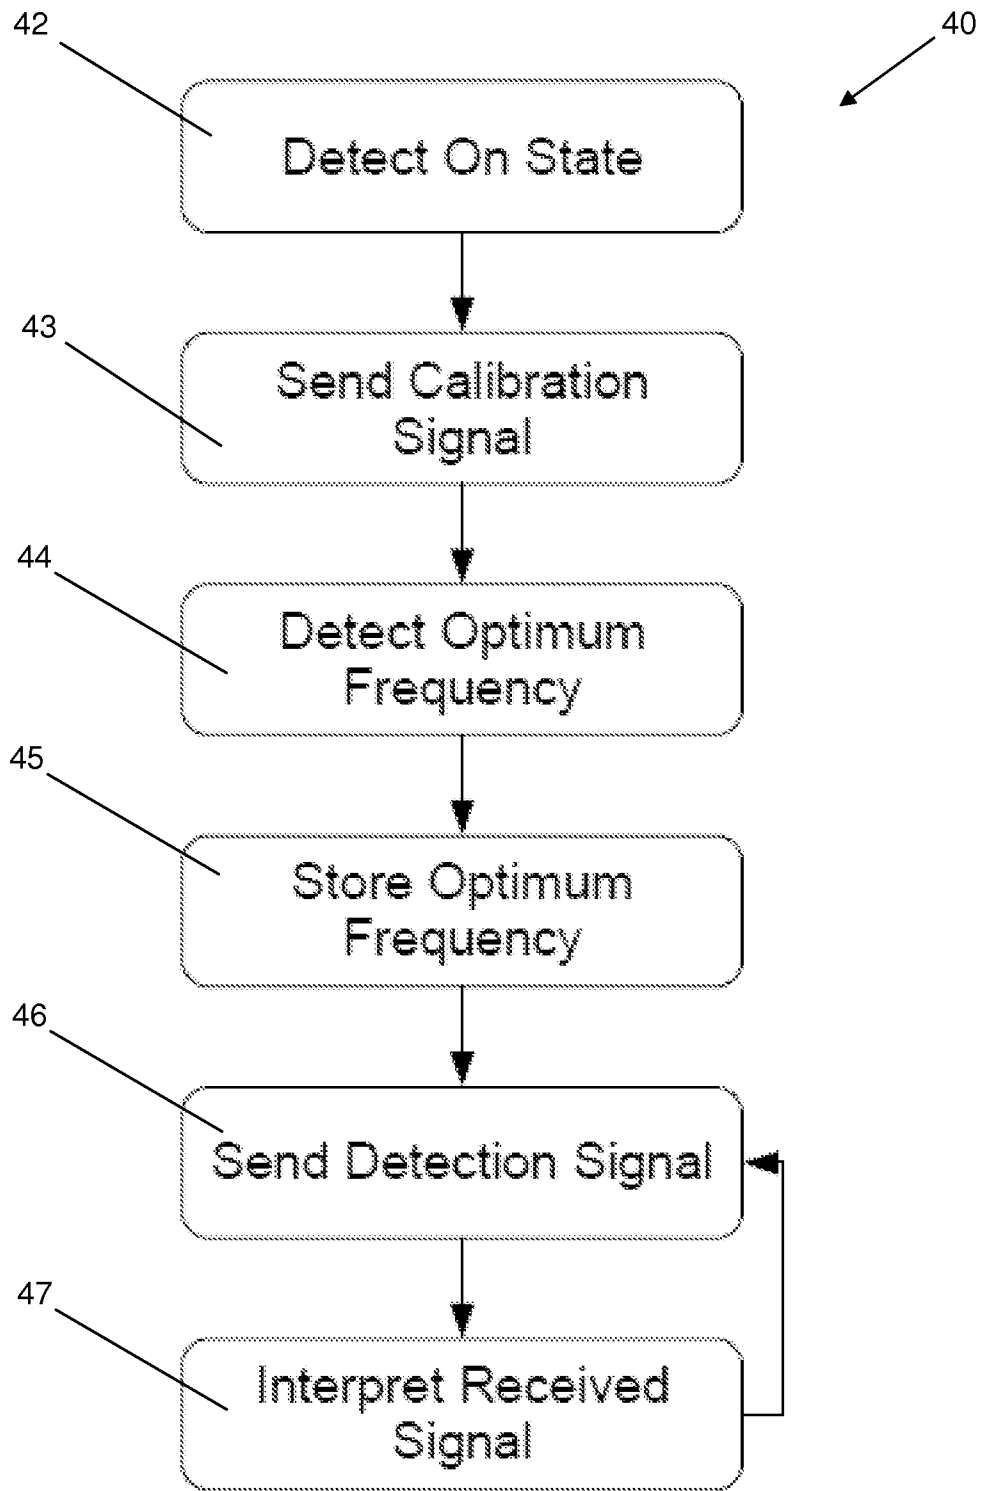 42
40
Detect On State
43
Send Calibration
Signal
44
Detect Optimum
Frequency
45
Store Optimum
Frequency
46
Send Detection Signal
47
Interpret Received
Signal